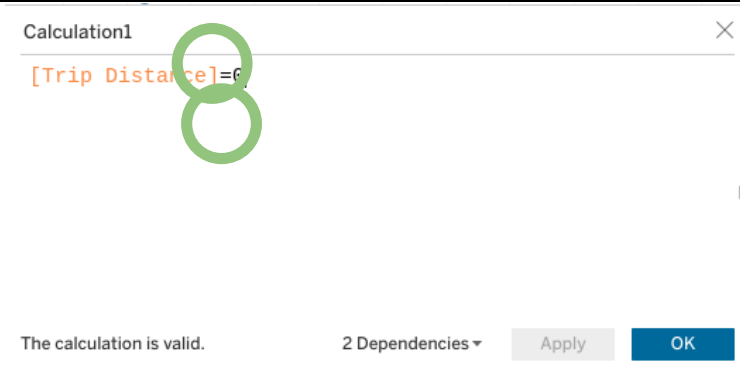 Calculation1
[Trip Distance]=0
The calculation is valid.
2 Dependencies
Apply
OK